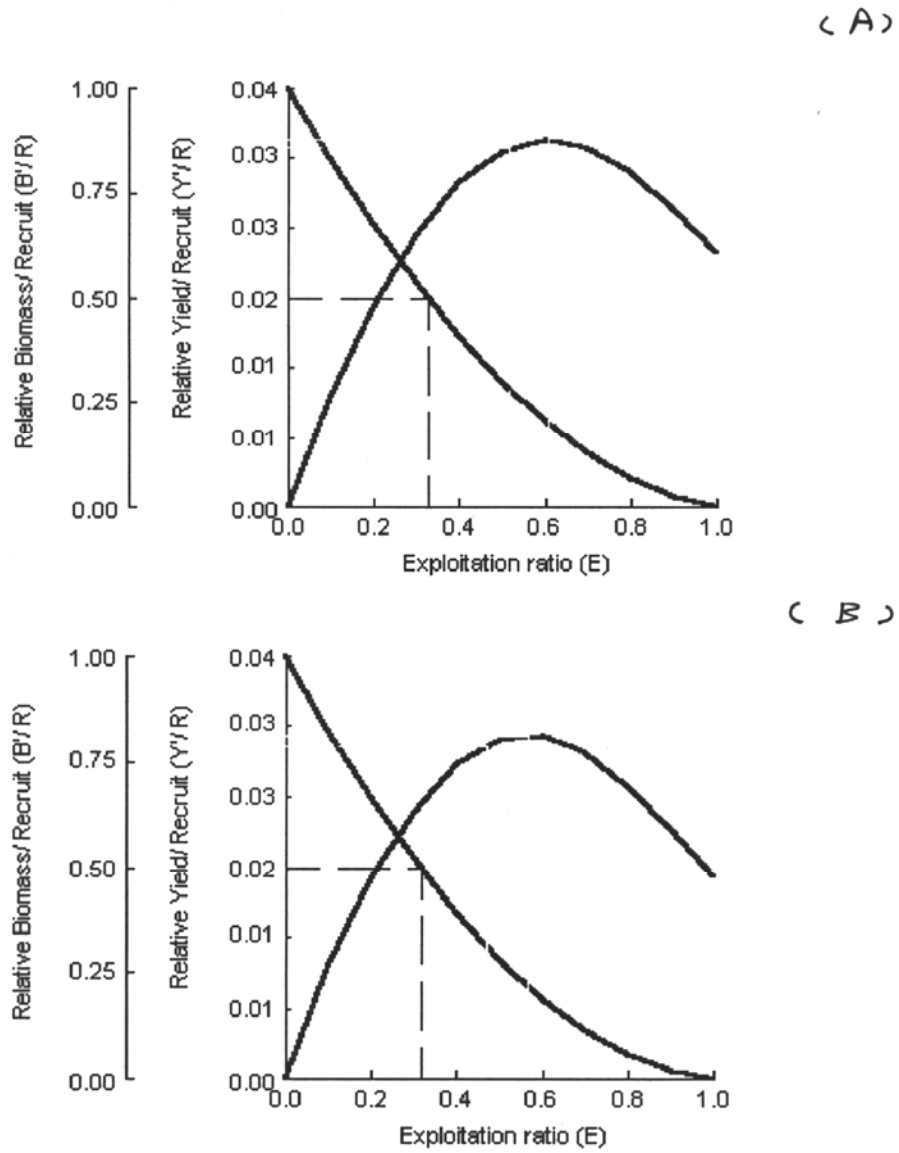 (A)
Relative Biomass/Recruit (B'/R)
1.00
0.75
0.50
0.25
0.00
Relative Yield/Recruit (Y'/R)
0.04
0.03
0.03
0.02
0.01
0.01
0.00
0.0 0.2 0.4 0.6 0.8 1.0
Exploitation ratio (E)
(B)
Relative Biomass/Recruit (B'/R)
1.00
0.75
0.50
0.25
0.00
Relative Yield/Recruit (Y'/R)
0.04
0.03
0.03
0.02
0.01
0.01
0.00
0.0 0.2 0.4 0.6 0.8 1.0
Exploitation ratio (E)